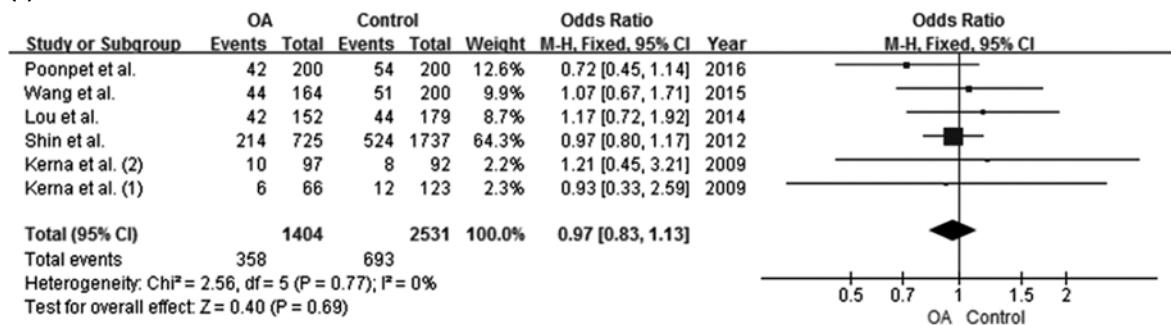 OA Control Odds Ratio Odds Ratio
Study or Subgroup Events Total Events Total Weight M-H, Fixed, 95% CI Year M-H, Fixed, 95% CI
Poonpet et al. 42 200 54 200 12.6% 0.72 [0.45, 1.14] 2016
Wang et al. 44 164 51 200 9.9% 1.07 [0.67, 1.71] 2015
Lou et al. 42 152 44 179 8.7% 1.17 [0.72, 1.92] 2014
Shin et al. 214 725 524 1737 64.3% 0.97 [0.80, 1.17] 2012
Kerna et al. (2) 10 97 8 92 2.2% 1.21 [0.45, 3.21] 2009
Kerna et al. (1) 6 66 12 123 2.3% 0.93 [0.33, 2.59] 2009
Total (95% CI) 1404 2531 100.0% 0.97 [0.83, 1.13]
Total events 358 693
Heterogeneity: Chi² = 2.56, df = 5 (P = 0.77); I² = 0%
Test for overall effect: Z = 0.40 (P = 0.69)
0.5 0.7 1 1.5 2
OA Control